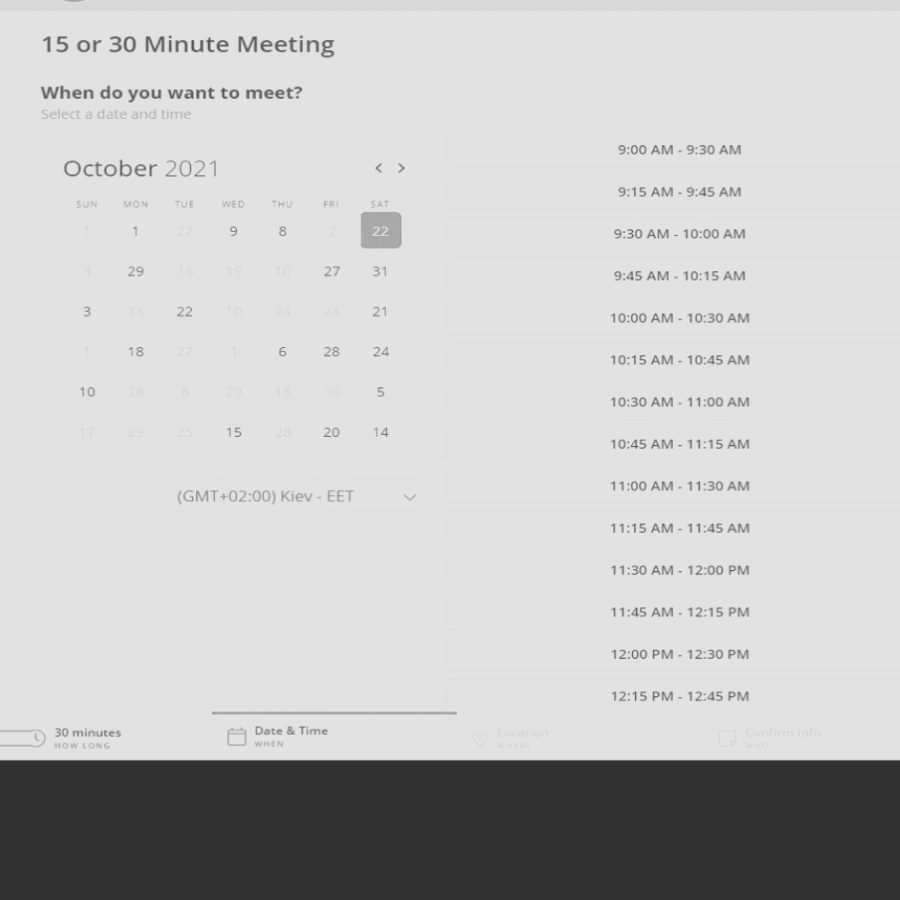 15 or 30 Minute Meeting
When do you want to meet?
Select a date and time
October 2021
SUN MON TUE WED THU FRI SAT
1 1 27 9 8 2 22
3 29 15 19 10 27 31
3 13 22 10 24 24 21
1 18 27 1 6 28 24
10 28 8 29 18 30 5
17 29 25 15 28 20 14
(GMT+02:00) Kiev - EET
9:00 AM - 9:30 AM
9:15 AM - 9:45 AM
9:30 AM - 10:00 AM
9:45 AM - 10:15 AM
10:00 AM - 10:30 AM
10:15 AM - 10:45 AM
10:30 AM - 11:00 AM
10:45 AM - 11:15 AM
11:00 AM - 11:30 AM
11:15 AM - 11:45 AM
11:30 AM - 12:00 PM
11:45 AM - 12:15 PM
12:00 PM - 12:30 PM
12:15 PM - 12:45 PM
30 minutes
HOW LONG
Date & Time
WHEN
Location
WHERE
Confirm Info
WHO